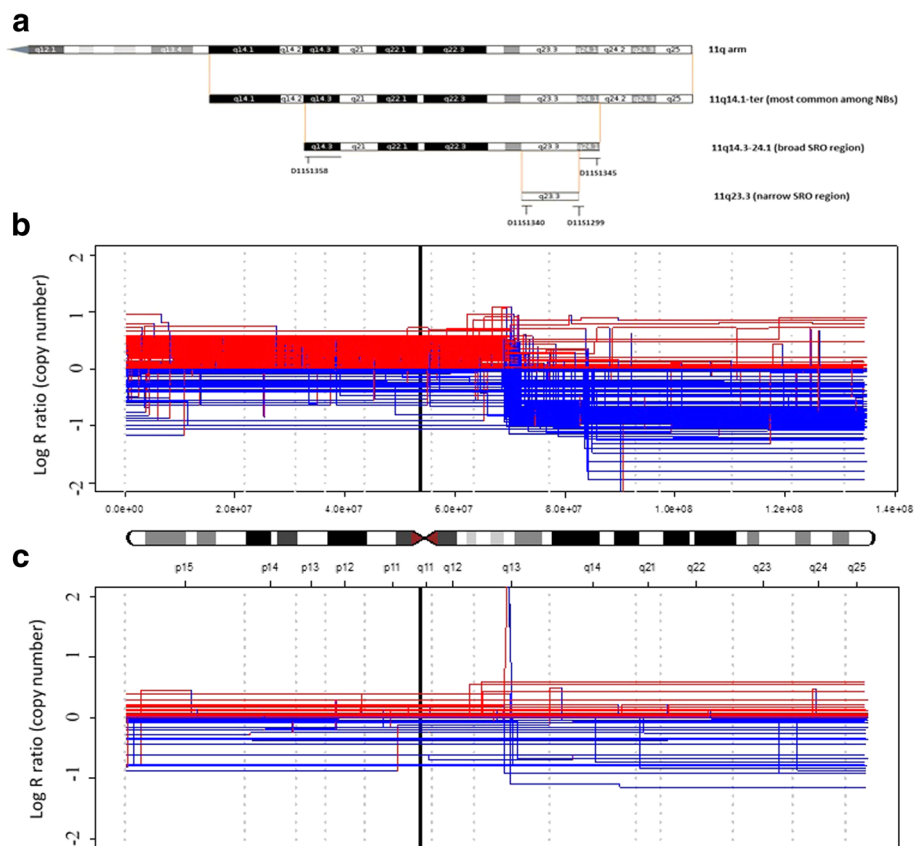 a
q12.1 q13.4 q14.1 q14.2 q14.3 q21 q22.1 q22.3 q23.3 q24.2 q25 11q arm
q14.1 q14.2 q14.3 q21 q22.1 q22.3 q23.3 q24.2 q25 11q14.1-ter (most common among NBs)
q14.3 q21 q22.1 q22.3 q23.3 11q14.3-24.1 (broad SRO region)
D11S1358 D11S1345
q23.3 11q23.3 (narrow SRO region)
D11S1340 D11S1299
b
Log R ratio (copy number)
2
1
0
-1
-2
0.0e+00 2.0e+07 4.0e+07 6.0e+07 8.0e+07 1.0e+08 1.2e+08 1.4e+08
c
p15 p14 p13 p12 p11 q11 q12 q13 q14 q21 q22 q23 q24 q25
Log R ratio (copy number)
2
1
0
-1
-2